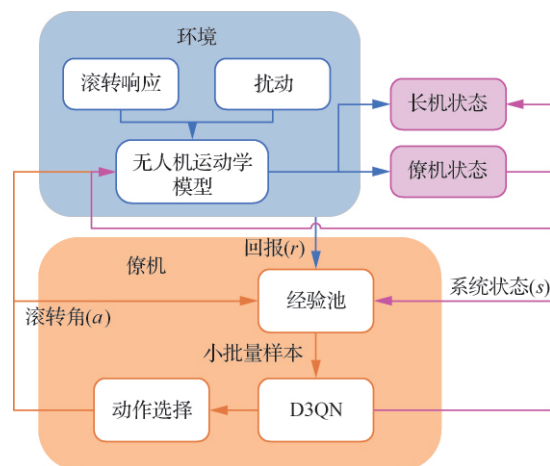 环境
滚转响应
扰动
长机状态
无人机运动学
模型
僚机状态
回报(r)
僚机
系统状态(s)
经验池
滚转角(a)
小批量样本
动作选择
D3QN